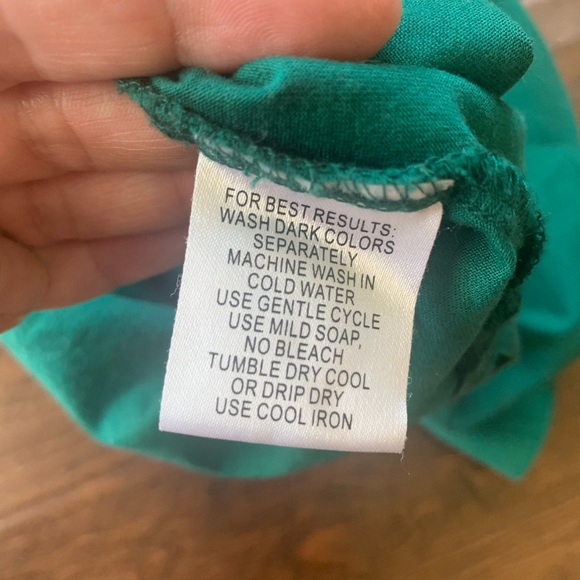 FOR BEST RESULTS:
WASH DARK COLORS
SEPARATELY
MACHINE WASH IN
COLD WATER
USE GENTLE CYCLE
USE MILD SOAP,
NO BLEACH
TUMBLE DRY COOL
OR DRIP DRY
USE COOL IRON